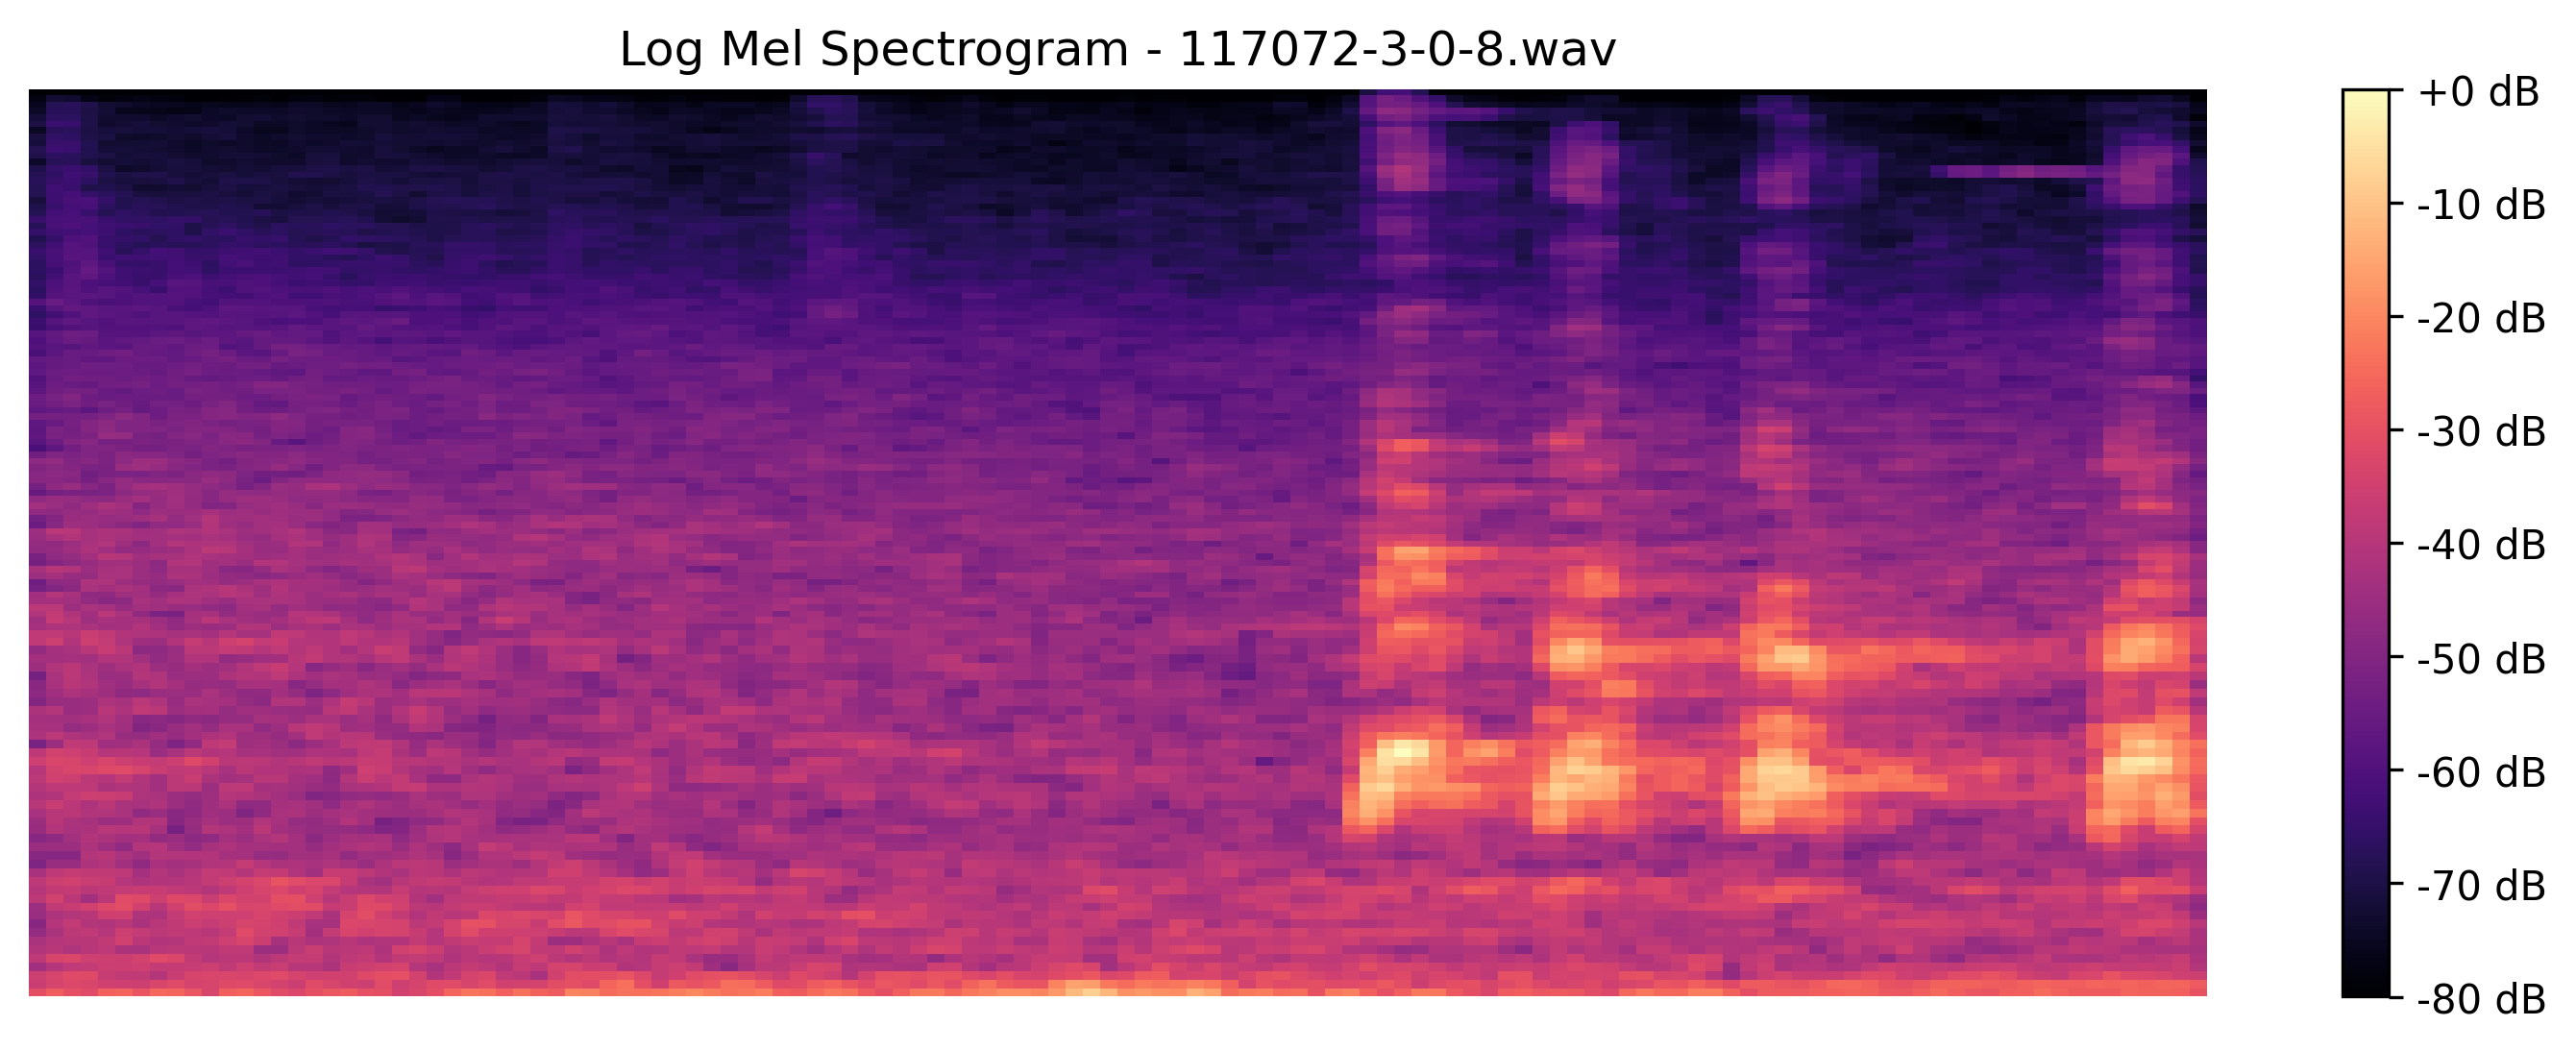 Log Mel Spectrogram - 117072-3-0-8.wav
+0 dB
-10 dB
-20 dB
-30 dB
-40 dB
-50 dB
-60 dB
-70 dB
-80 dB